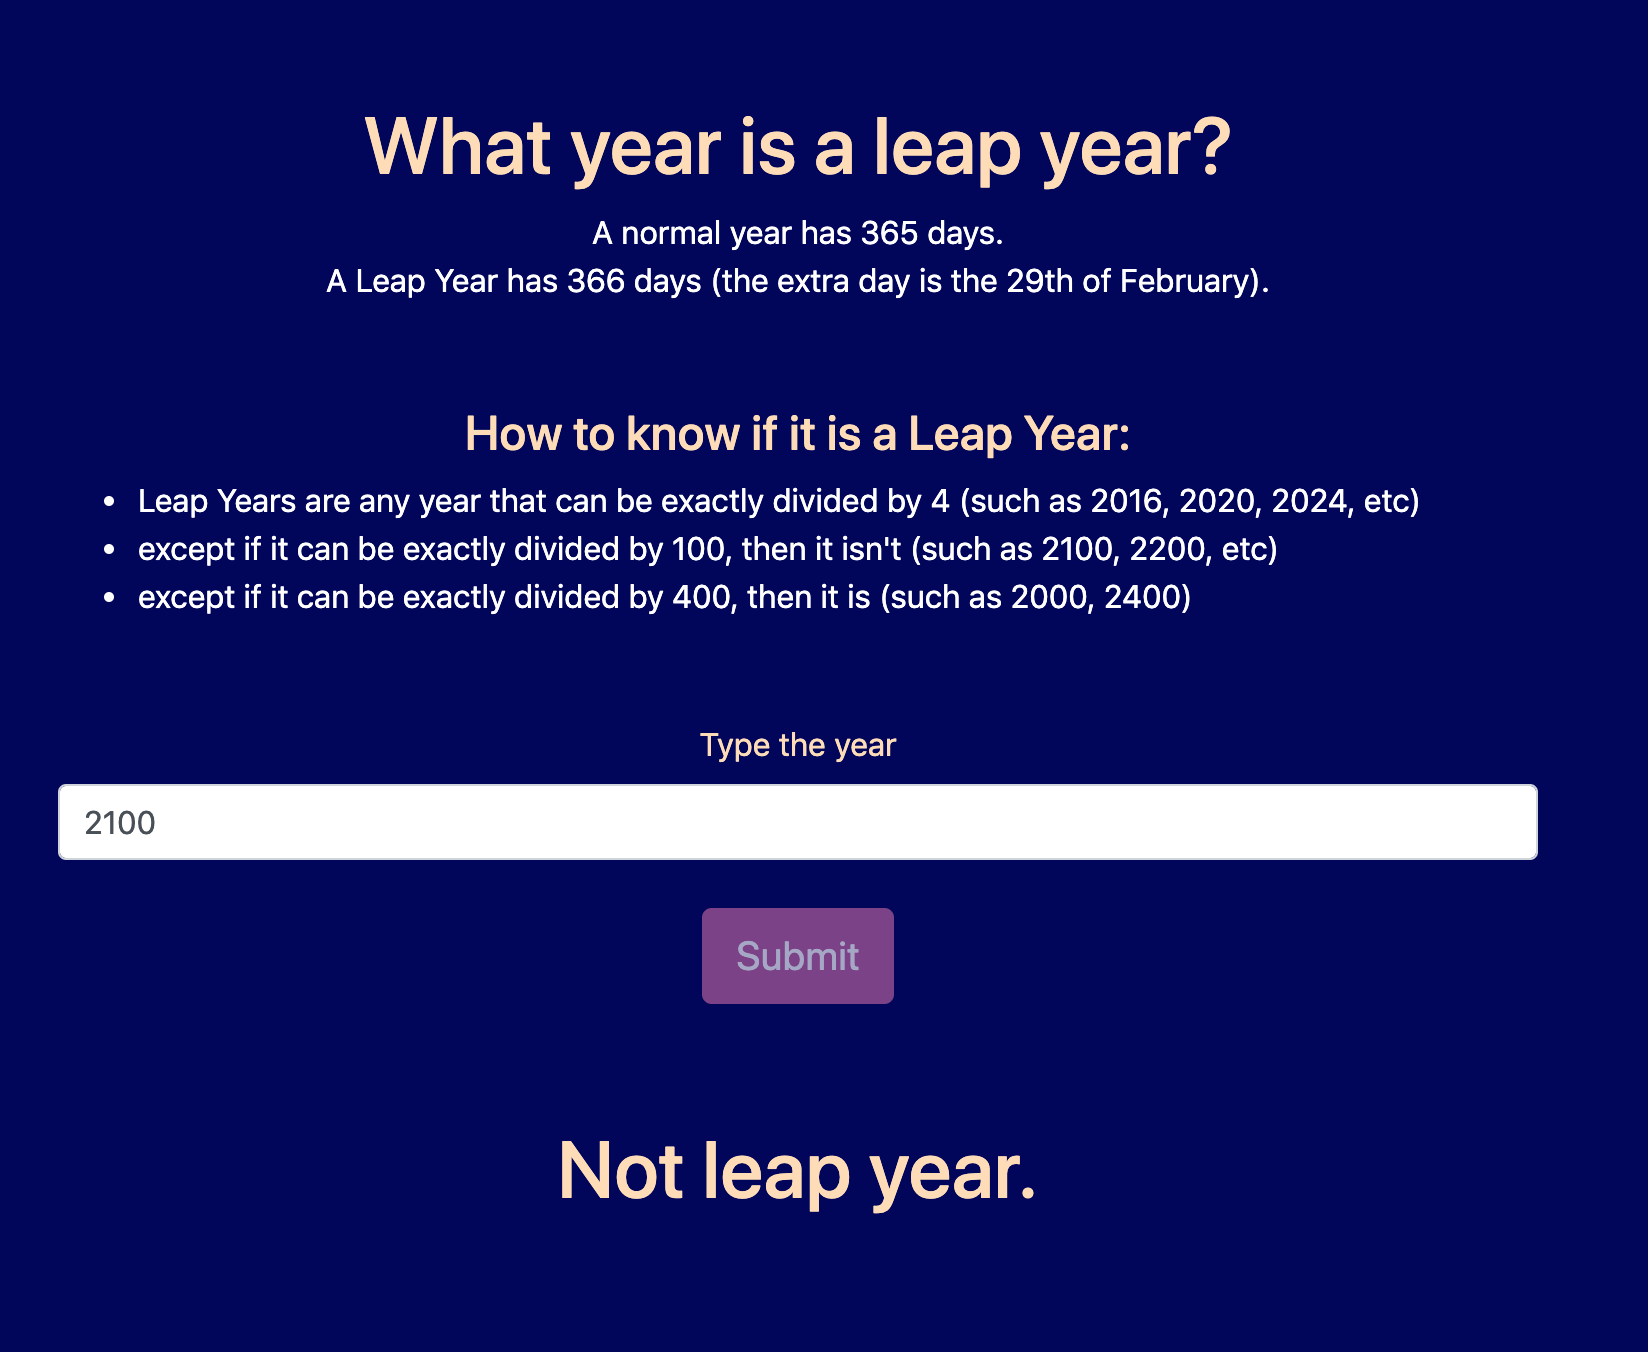 What year is a leap year?
A normal year has 365 days.
A Leap Year has 366 days (the extra day is the 29th of February).
How to know if it is a Leap Year:
• Leap Years are any year that can be exactly divided by 4 (such as 2016, 2020, 2024, etc)
• except if it can be exactly divided by 100, then it isn't (such as 2100, 2200, etc)
• except if it can be exactly divided by 400, then it is (such as 2000, 2400)
Type the year
2100
Submit
Not leap year.